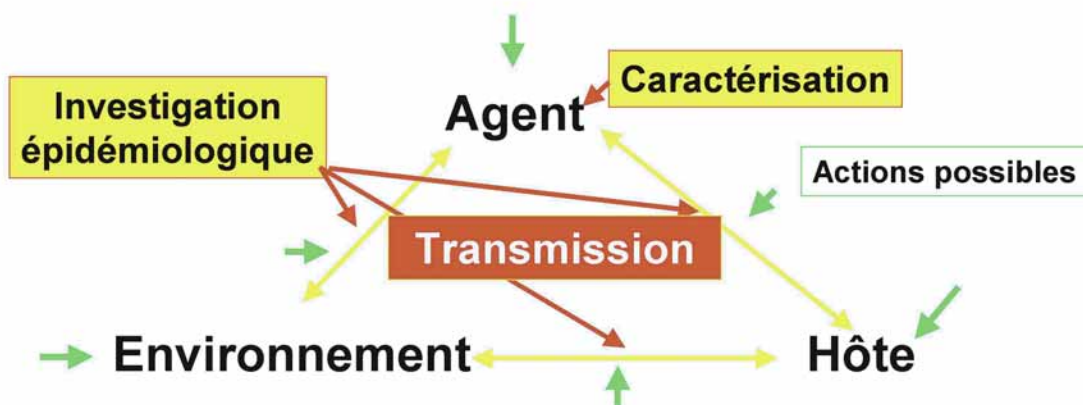 Caractérisation
Investigation
épidémiologique
Agent
Actions possibles
Transmission
Environnement
Hôte